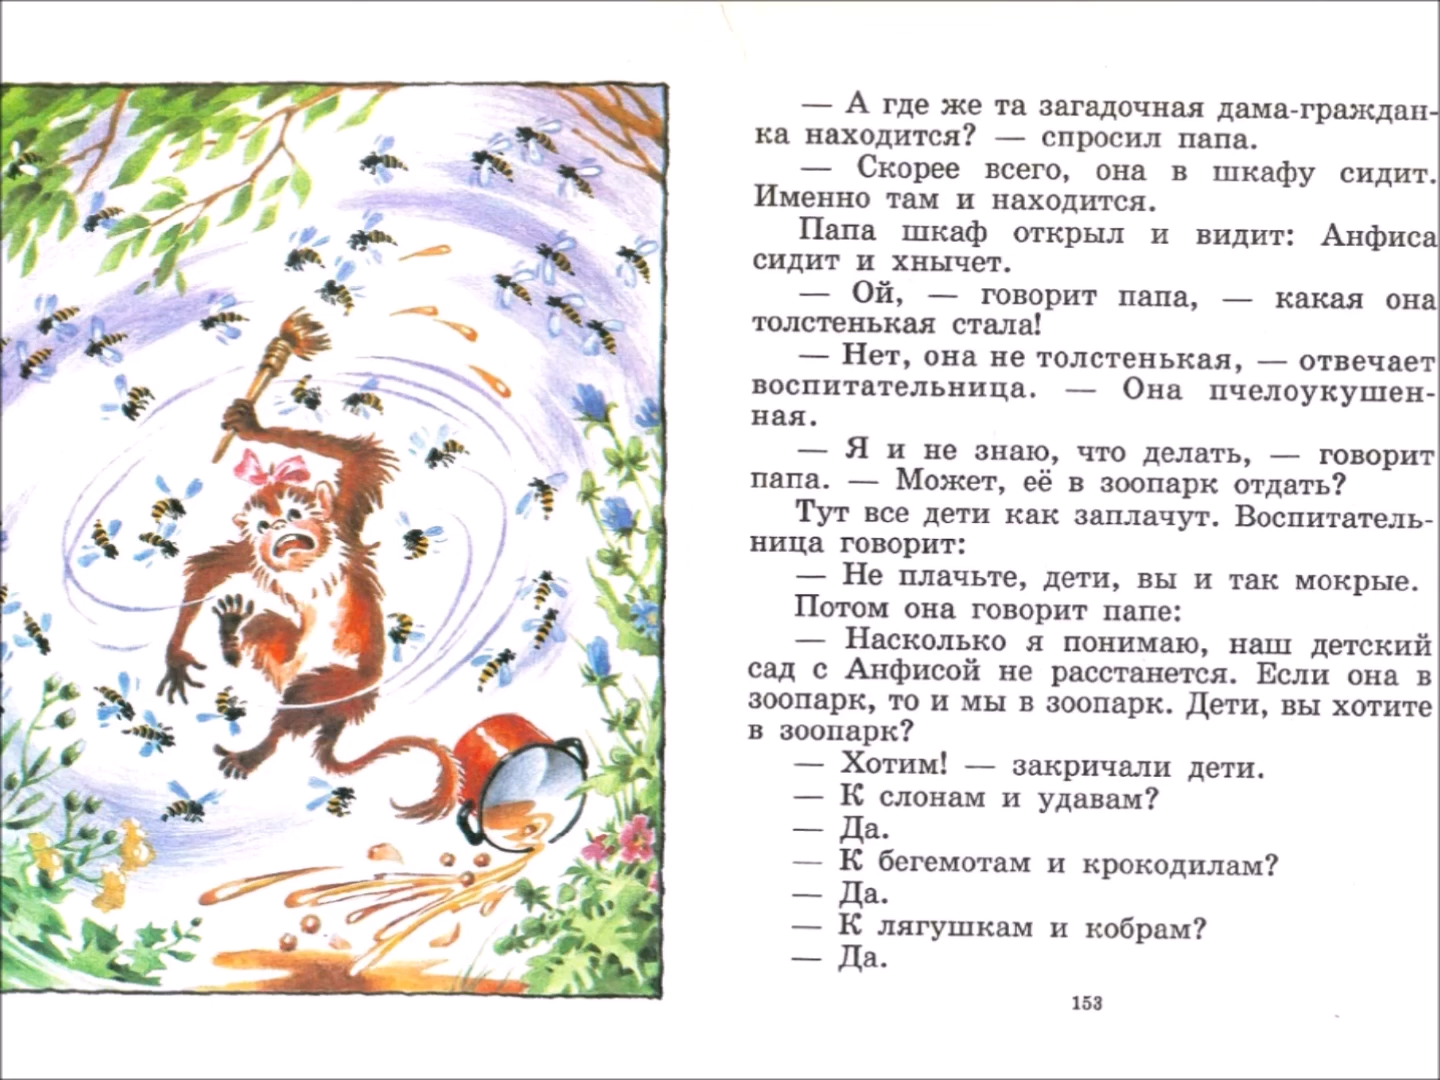 — А где же та загадочная дама-граждан-
ка находится? — спросил папа.
— Скорее всего, она в шкафу сидит.
Именно там и находится.
Папа шкаф открыл и видит: Анфиса
сидит и хнычет.
— Ой, — говорит папа, — какая она
толстенькая стала!
— Нет, она не толстенькая, — отвечает
воспитательница. — Она пчелоукушен-
ная.
— Я и не знаю, что делать, — говорит
папа. — Может, её в зоопарк отдать?
Тут все дети как заплачут. Воспитатель-
ница говорит:
— Не плачьте, дети, вы и так мокрые.
Потом она говорит папе:
— Насколько я понимаю, наш детский
сад с Анфисой не расстанется. Если она в
зоопарк, то и мы в зоопарк. Дети, вы хотите
в зоопарк?
— Хотим! — закричали дети.
— К слонам и удавам?
— Да.
— К бегемотам и крокодилам?
— Да.
— К лягушкам и кобрам?
— Да.
153